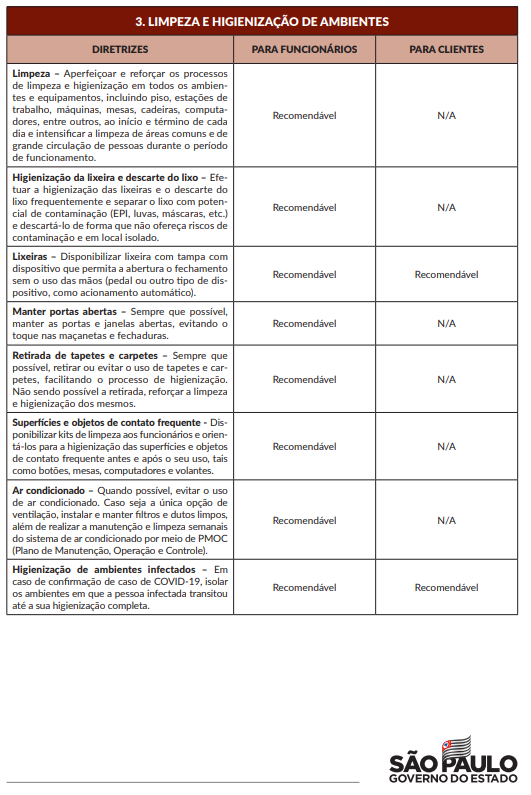 3. LIMPEZA E HIGIENIZAÇÃO DE AMBIENTES
DIRETRIZES PARA FUNCIONÁRIOS PARA CLIENTES
Limpeza – Aperfeiçoar e reforçar os processos
de limpeza e higienização em todos os ambien-
tes e equipamentos, incluindo piso, estações de
trabalho, máquinas, mesas, cadeiras, computa-
dores, entre outros, ao início e término de cada
dia e intensificar a limpeza de áreas comuns e de
grande circulação de pessoas durante o período
de funcionamento.
Recomendável
N/A
Higienização da lixeira e descarte do lixo – Efe-
tuar a higienização das lixeiras e o descarte do
lixo frequentemente e separar o lixo com poten-
cial de contaminação (EPI, luvas, máscaras, etc.)
e descartá-lo de forma que não ofereça riscos de
contaminação e em local isolado.
Recomendável
N/A
Lixeiras – Disponibilizar lixeira com tampa com
dispositivo que permita a abertura o fechamento
sem o uso das mãos (pedal ou outro tipo de dis-
positivo, como acionamento automático).
Recomendável
Recomendável
Manter portas abertas – Sempre que possível,
manter as portas e janelas abertas, evitando o
toque nas maçanetas e fechaduras.
Recomendável
N/A
Retirada de tapetes e carpetes – Sempre que
possível, retirar ou evitar o uso de tapetes e car-
petes, facilitando o processo de higienização.
Não sendo possível a retirada, reforçar a limpeza
e higienização dos mesmos.
Recomendável
N/A
Superfícies e objetos de contato frequente - Dis-
ponibilizar kits de limpeza aos funcionários e orien-
tá-los para a higienização das superfícies e objetos
de contato frequente antes e após o seu uso, tais
como botões, mesas, computadores e volantes.
Recomendável
N/A
Ar condicionado – Quando possível, evitar o uso
de ar condicionado. Caso seja a única opção de
ventilação, instalar e manter filtros e dutos limpos,
além de realizar a manutenção e limpeza semanais
do sistema de ar condicionado por meio de PMOC
(Plano de Manutenção, Operação e Controle).
Recomendável
N/A
Higienização de ambientes infectados – Em
caso de confirmação de caso de COVID-19, isolar
os ambientes em que a pessoa infectada transitou
até a sua higienização completa.
Recomendável
Recomendável
SÃO PAULO
GOVERNO DO ESTADO